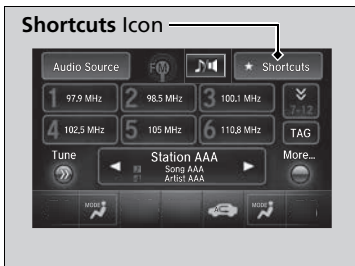 Shortcuts Icon
Audio Source FM ★ Shortcuts
1 97.9 MHz 2 98.5 MHz 3 100.1 MHz
7-12
4 102,5 MHz 5 105 MHz 6 110,8 MHz TAG
Tune Station AAA More...
Song AAA
Artist AAA
MODE MODE